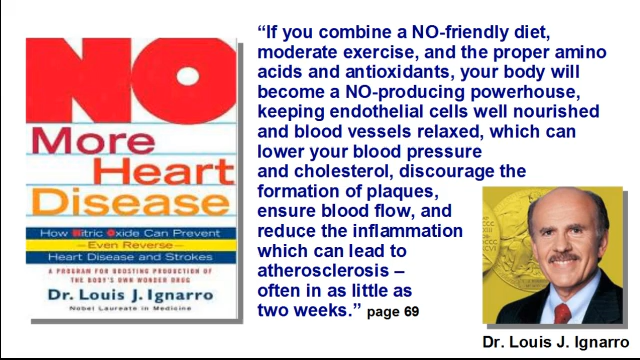 NO
More
Heart
Disease
How Nitric Oxide Can Prevent
—Even Reverse—
Heart Disease and Strokes
A PROGRAM FOR BOOSTING PRODUCTION OF
THE BODY'S OWN WONDER DRUG
Dr. Louis J. Ignarro
Nobel Laureate in Medicine
“If you combine a NO-friendly diet,
moderate exercise, and the proper amino
acids and antioxidants, your body will
become a NO-producing powerhouse,
keeping endothelial cells well nourished
and blood vessels relaxed, which can
lower your blood pressure
and cholesterol, discourage the
formation of plaques,
ensure blood flow, and
reduce the inflammation
which can lead to
atherosclerosis –
often in as little as
two weeks.” page 69
Dr. Louis J. Ignarro